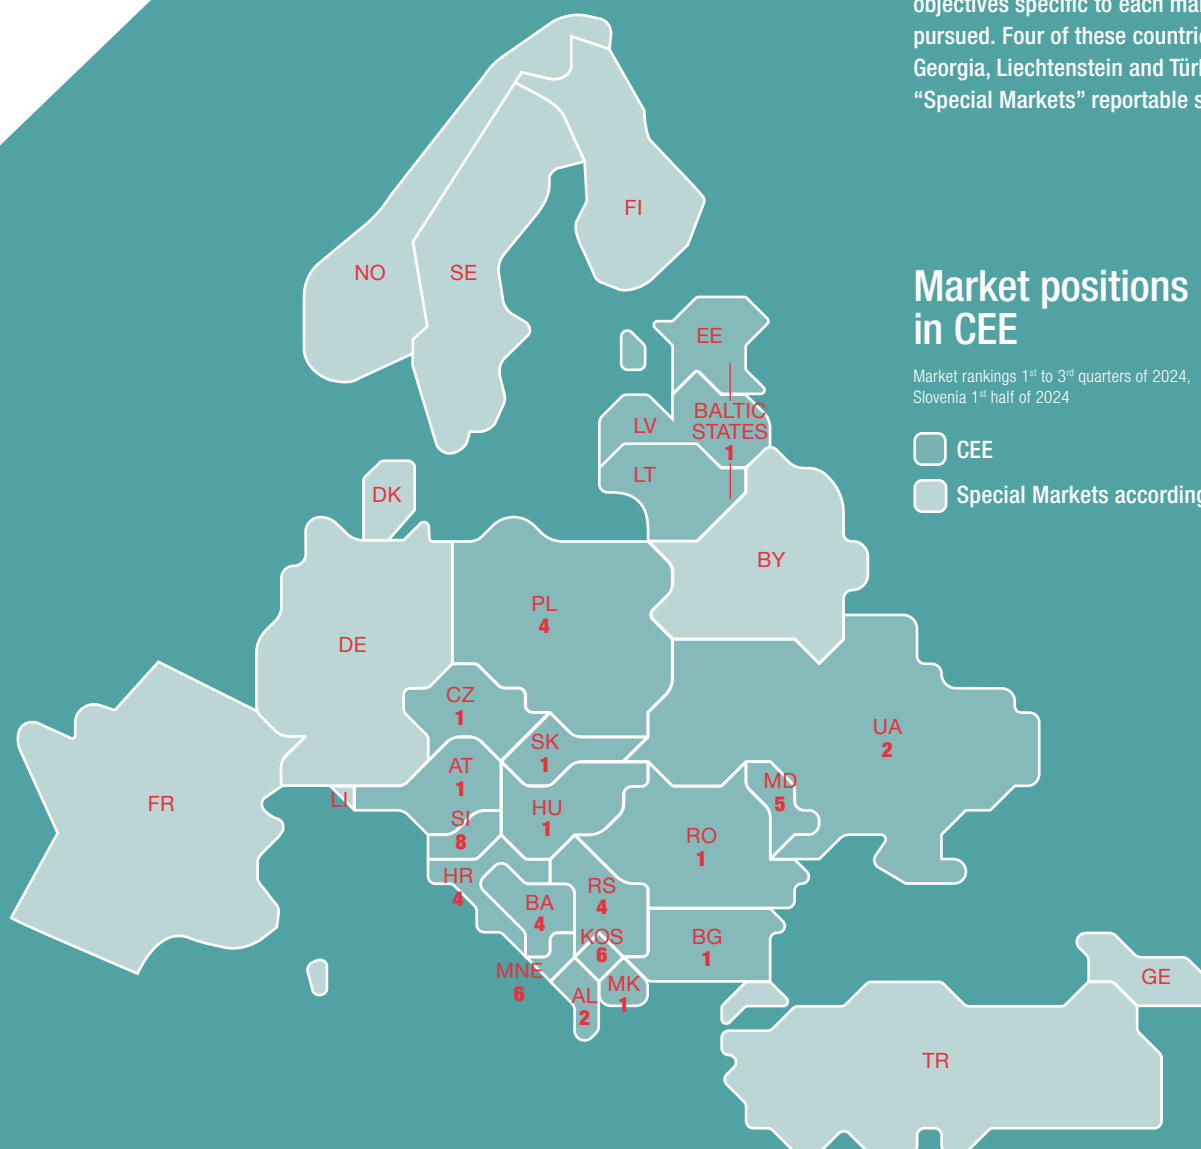 objectives specific to each
pursued. Four of these
Georgia, Liechtenstein and
“Special Markets” reportable
FI
NO
SE
Market positions
in CEE
EE
Market rankings 1st to 3rd quarters of 2024,
Slovenia 1st half of 2024
LV
BALTIC
STATES
1
CEE
LT
DK
Special Markets
BY
PL
4
DE
CZ
1
UA
2
SK
1
AT
1
MD
5
LI
FR
HU
1
SI
8
RO
1
HR
4
RS
4
BA
4
KOS
6
BG
1
MNE
6
GE
MK
1
AL
2
TR